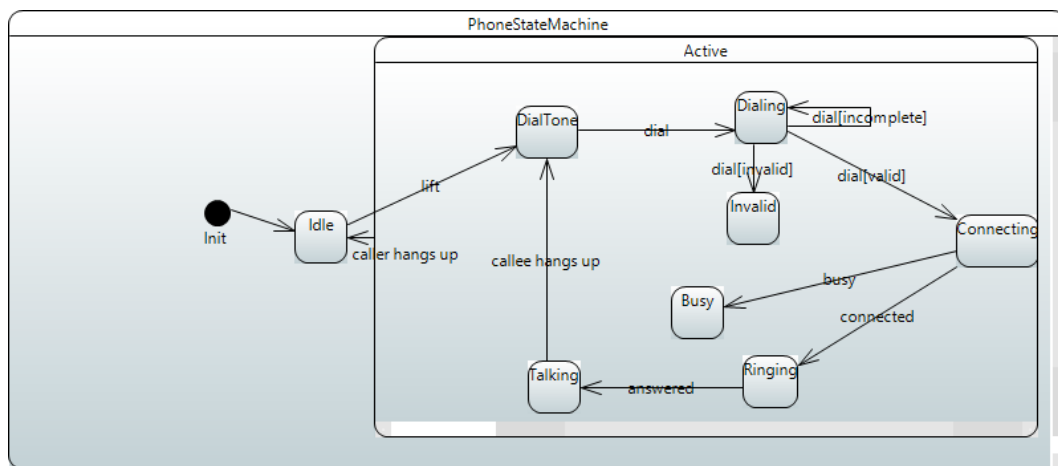 PhoneStateMachine
Active
DialTone
dial
Dialing
dial[incomplete]
dial[invalid]
dial[valid]
lift
Invalid
Init
Idle
Connecting
caller hangs up
callee hangs up
busy
Busy
connected
Talking
answered
Ringing